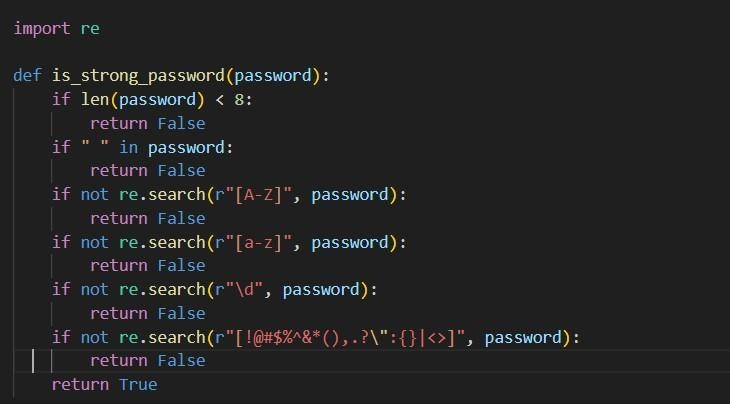 import re
def is_strong_password(password):
    if len(password) < 8:
        return False
    if " " in password:
        return False
    if not re.search(r"[A-Z]", password):
        return False
    if not re.search(r"[a-z]", password):
        return False
    if not re.search(r"\d", password):
        return False
    if not re.search(r"[!@#$%^&*(),.?\":{}|<>]", password):
        return False
    return True